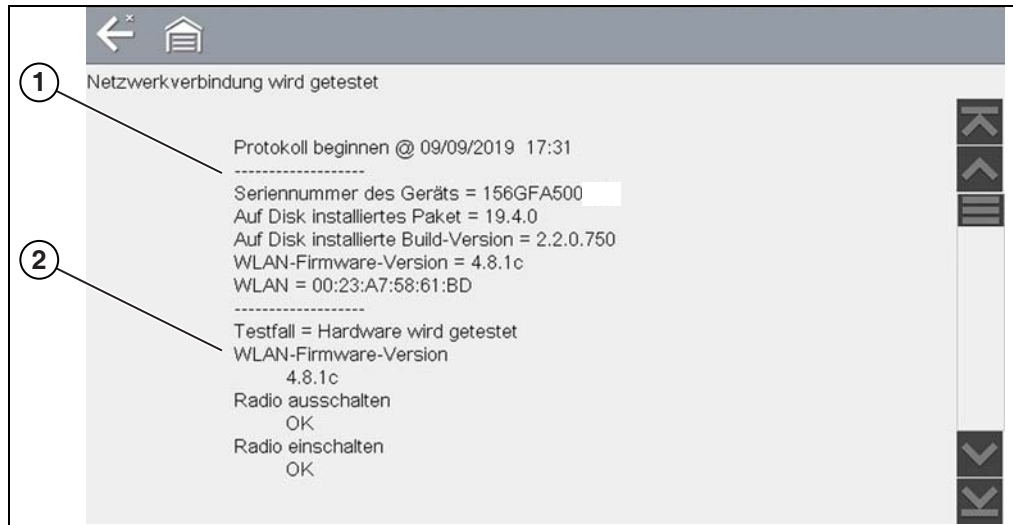 Netzwerkverbindung wird getestet
1
Protokoll beginnen @ 09/09/2019 17:31
-------------------
Seriennummer des Geräts = 156GFA500
Auf Disk installiertes Paket = 19.4.0
Auf Disk installierte Build-Version = 2.2.0.750
WLAN-Firmware-Version = 4.8.1c
WLAN = 00:23:A7:58:61:BD
-------------------
2
Testfall = Hardware wird getestet
WLAN-Firmware-Version
4.8.1c
Radio ausschalten
OK
Radio einschalten
OK